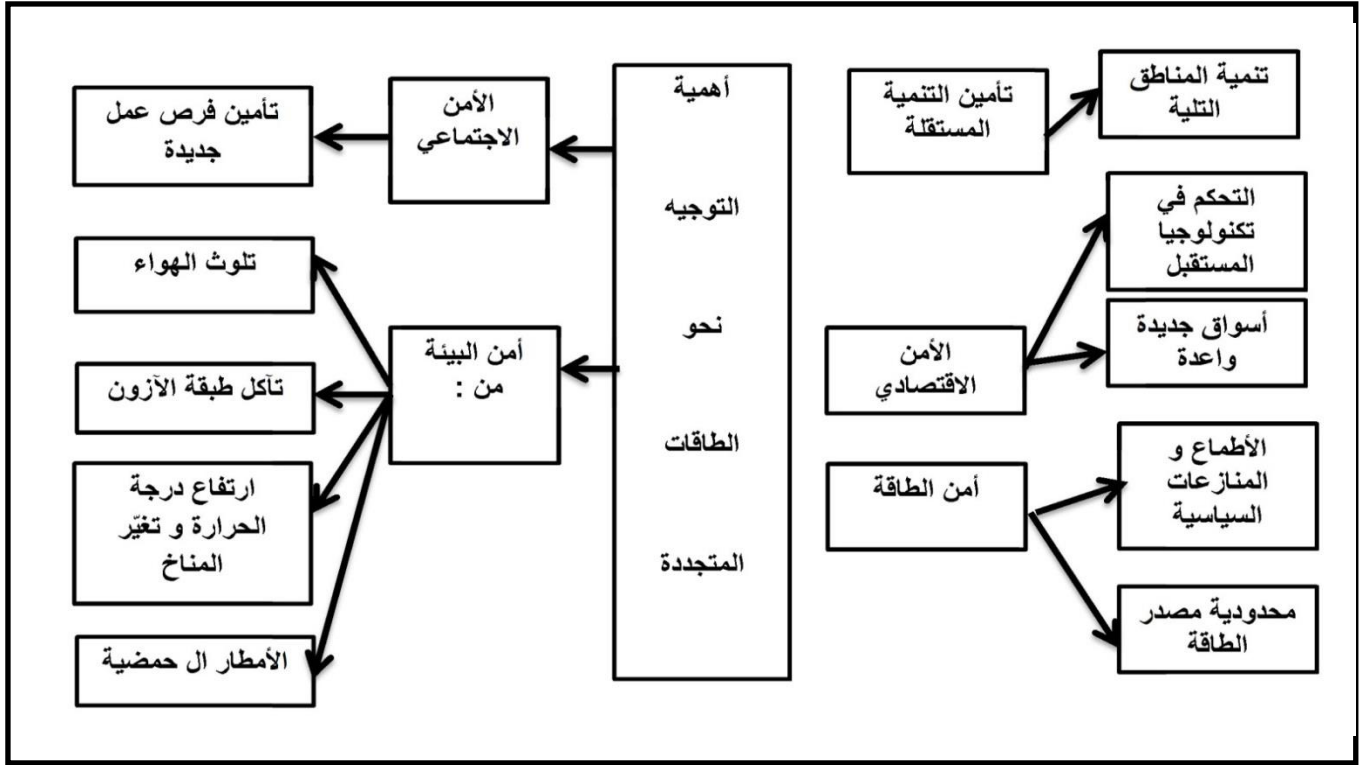 تنمية المناطق
التلية
تأمين التنمية
المستقلة
التحكم في
تكنولوجيا
المستقبل
أسواق جديدة
واعدة
الأمن
الاقتصادي
الأطماع و
المنازعات
السياسية
أمن الطاقة
محدودية مصدر
الطاقة
أهمية
التوجيه
نحو
الطاقات
المتجددة
الأمن
الاجتماعي
تأمين فرص عمل
جديدة
أمن البيئة
من :
تلوث الهواء
تآكل طبقة الآزون
ارتفاع درجة
الحرارة و تغيّر
المناخ
الأمطار ال حمضية